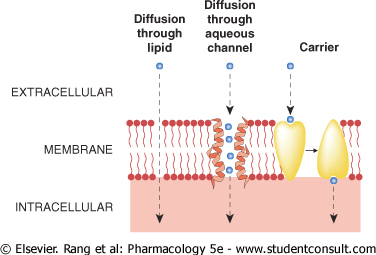 Diffusion
through
lipid
Diffusion
through
aqueous
channel
Carrier
EXTRACELLULAR
MEMBRANE
INTRACELLULAR
© Elsevier. Rang et al: Pharmacology 5e - www.studentconsult.com